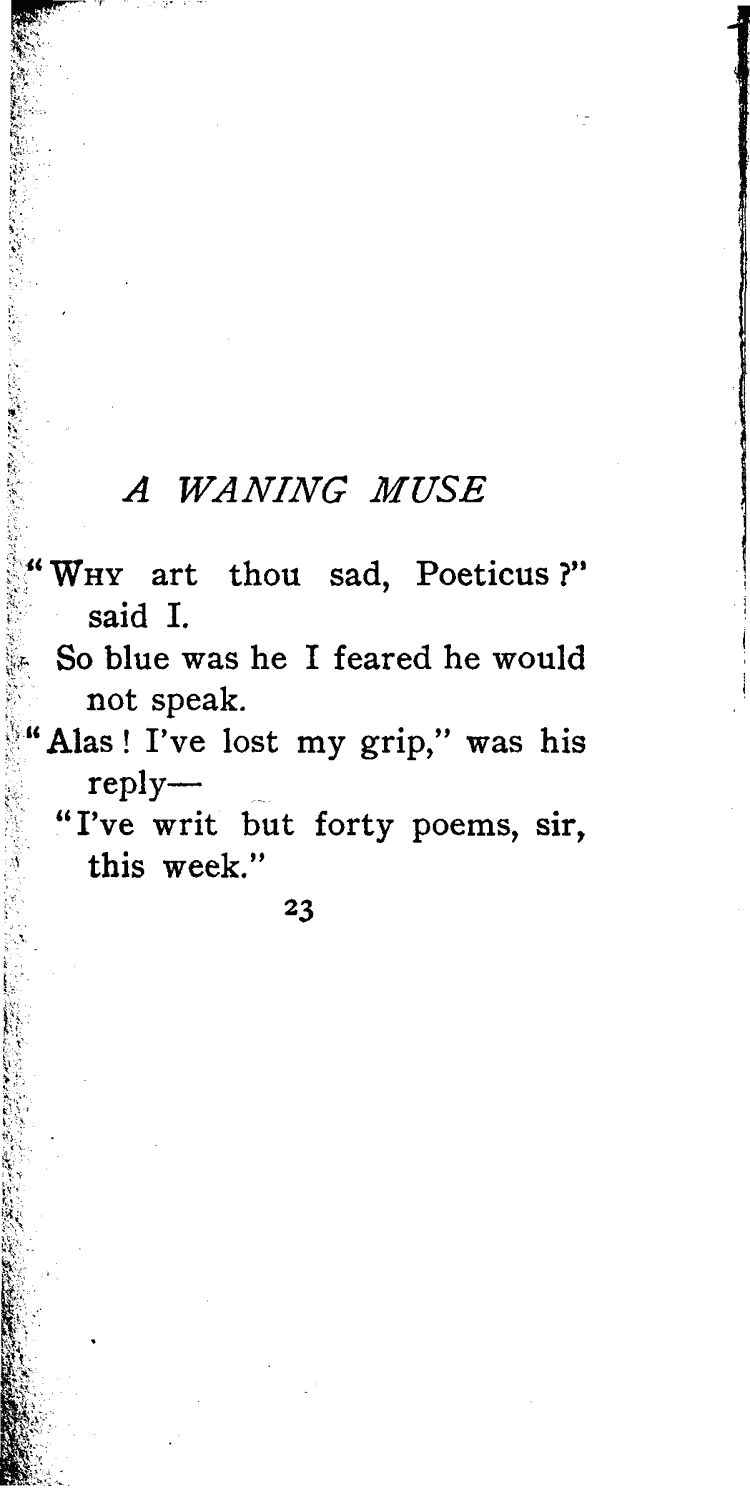 A WANING MUSE
“WHY art thou sad, Poeticus?”
said I.
So blue was he I feared he would
not speak.
“Alas! I've lost my grip,” was his
reply—
“I've writ but forty poems, sir,
this week.”
23